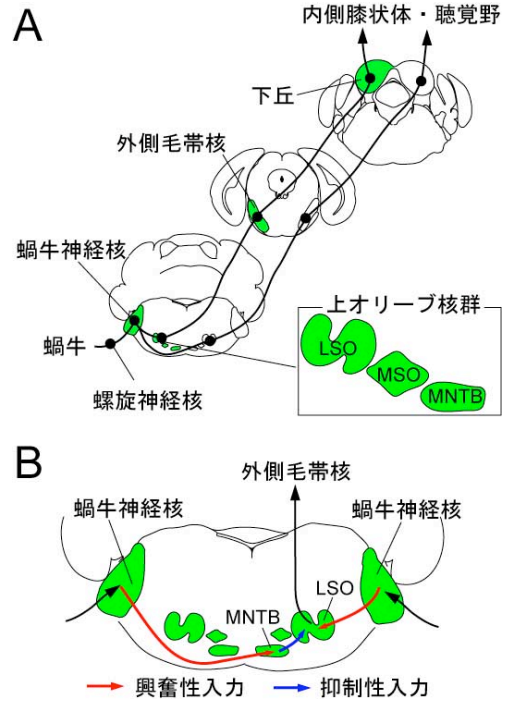 A
内側膝状体・聴覚野
下丘
外側毛帯核
蝸牛神経核
上オリーブ核群
LSO
蝸牛
MSO
MNTB
螺旋神経核
B
外側毛帯核
蝸牛神経核
蝸牛神経核
LSO
MNTB
興奮性入力
抑制性入力